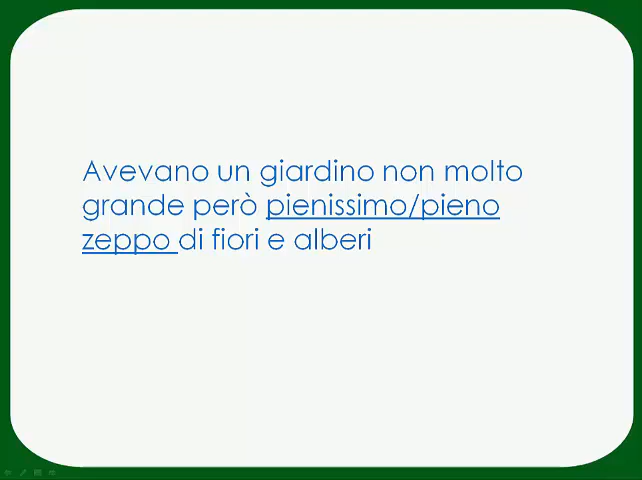 Avevano un giardino non molto
grande però pienissimo/pieno
zeppo di fiori e alberi